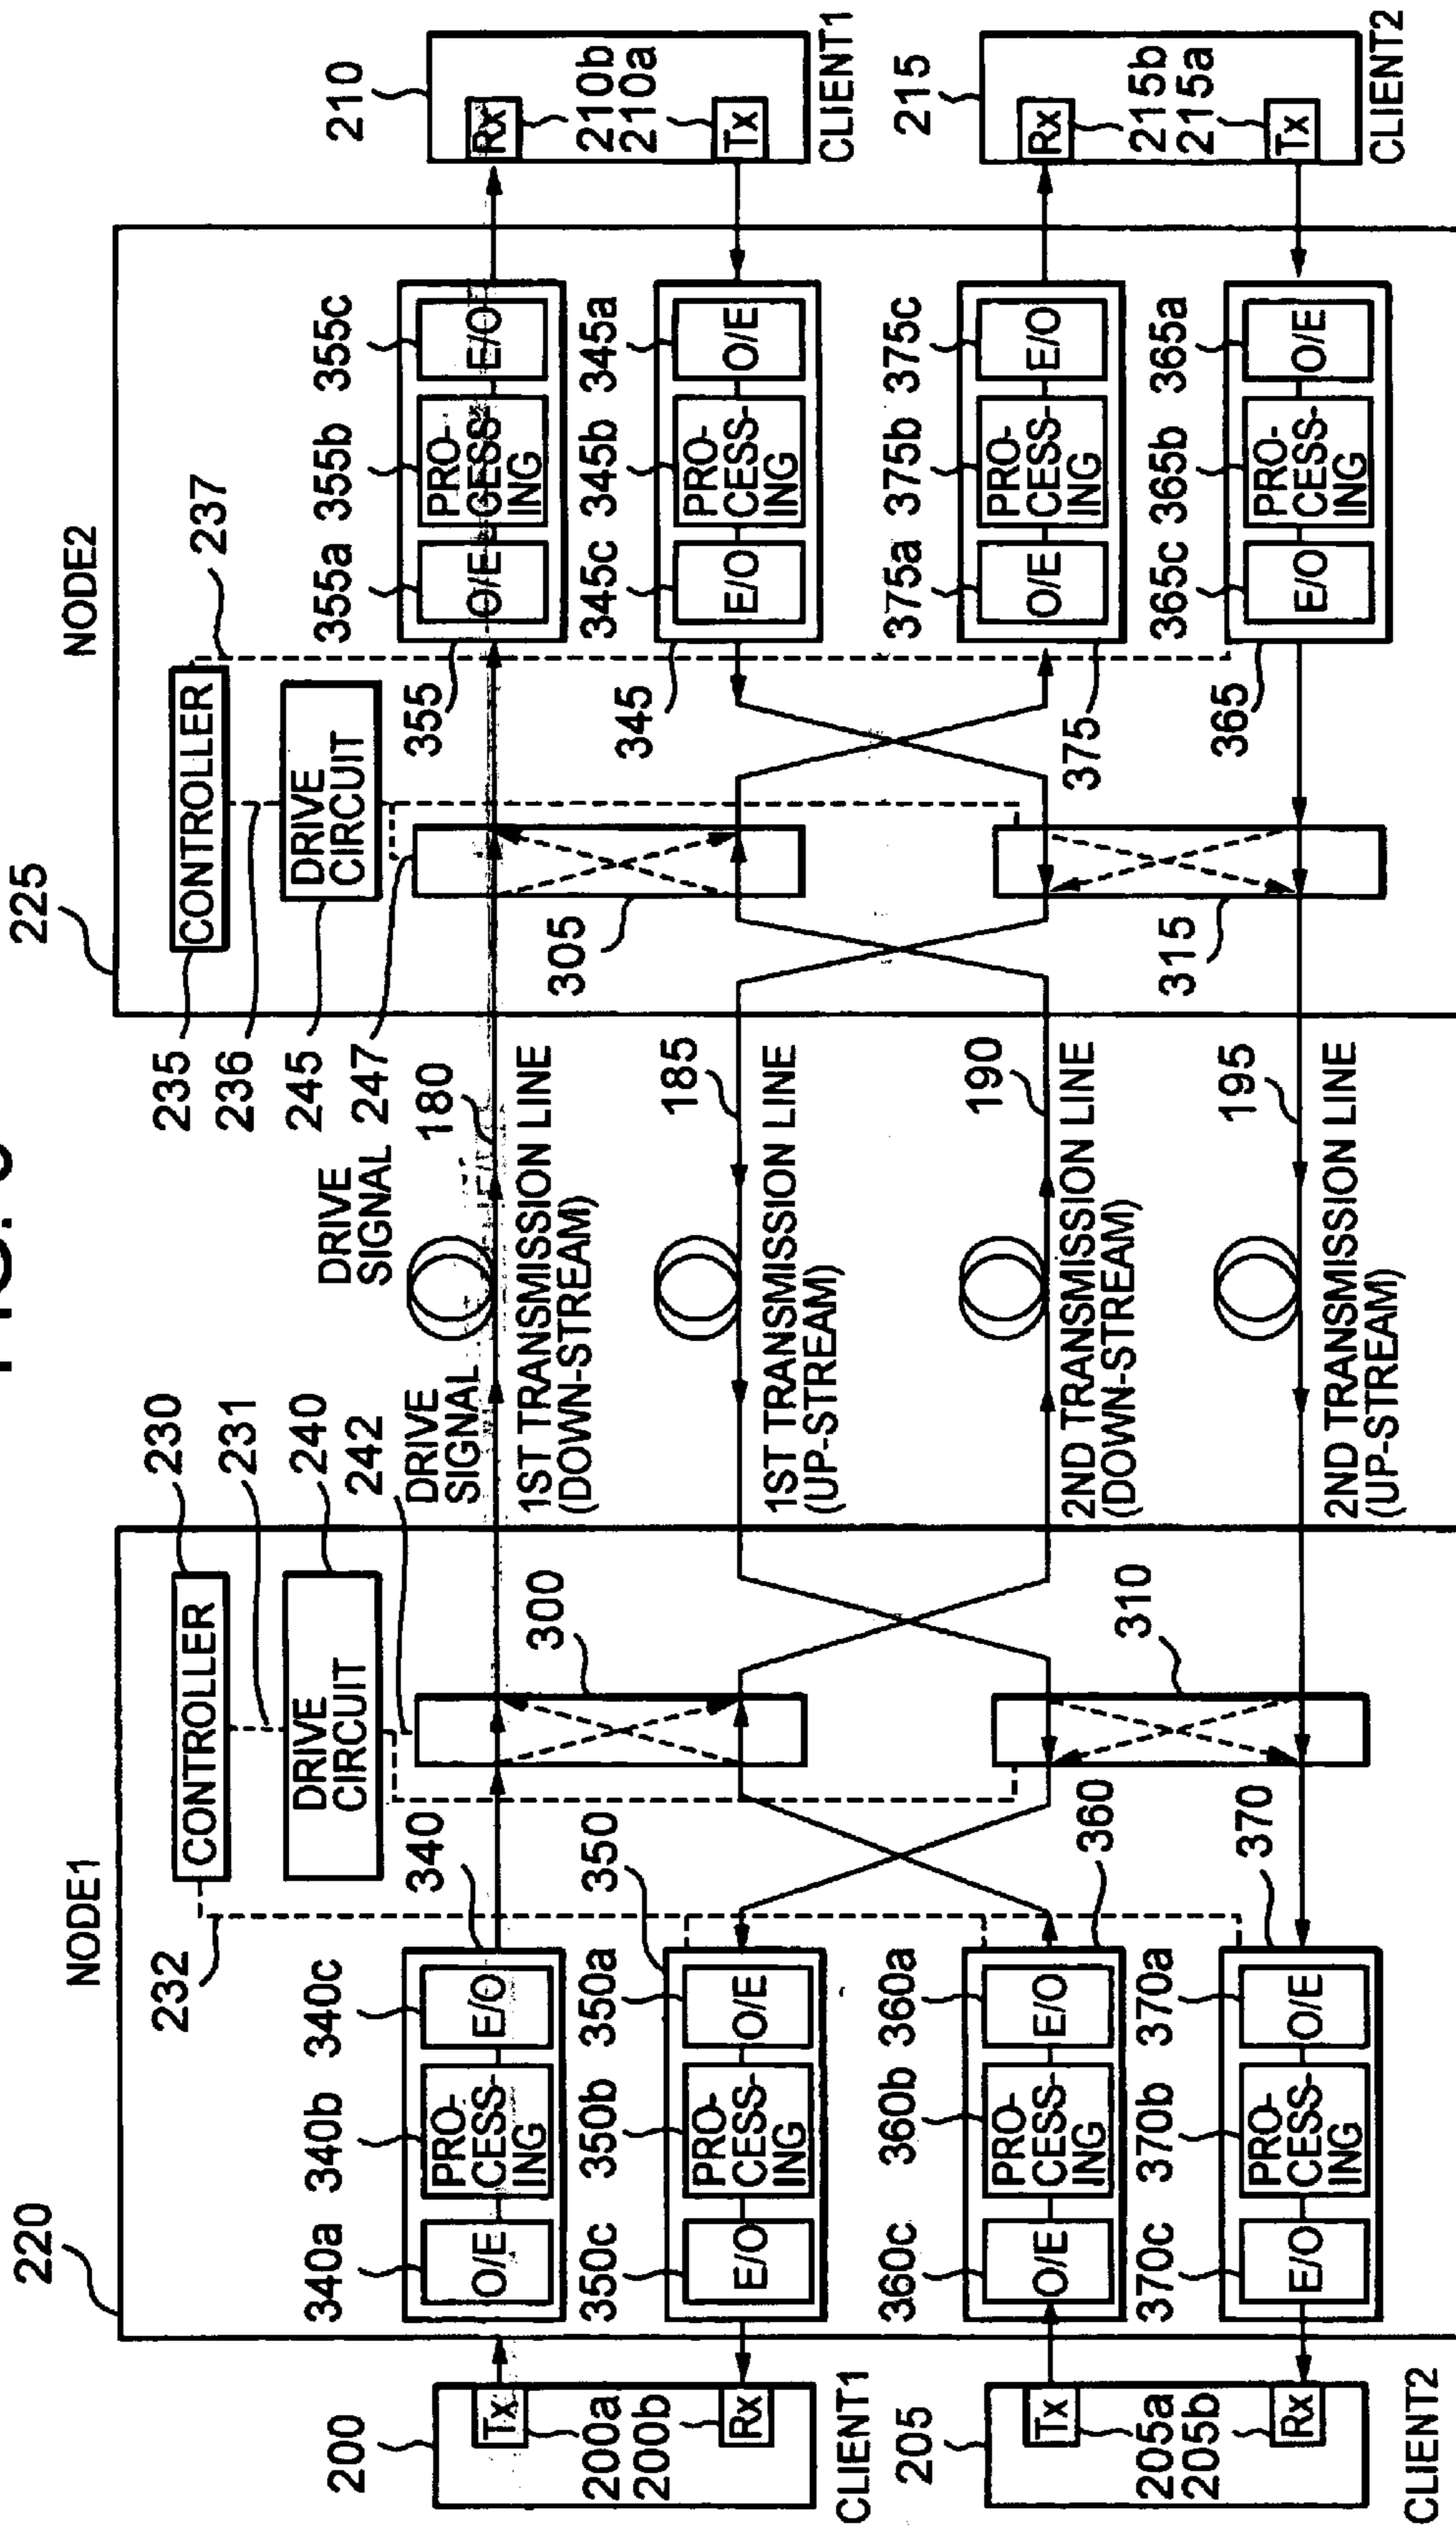 NODE1
NODE2
220
225
230
231
240
242
232
235
236
245
247
237
CONTROLLER
DRIVE
CIRCUIT
CONTROLLER
DRIVE
CIRCUIT
DRIVE
SIGNAL
DRIVE
SIGNAL
340a
340b
340c
340
O/E
PRO-
CESS-
ING
E/O
300
180
1ST TRANSMISSION LINE
(DOWN-STREAM)
305
355
355a
355b
355c
O/E
PRO-
CESS-
ING
E/O
200
Tx
200a
200b
Rx
CLIENT1
210
Rx
210b
210a
Tx
CLIENT1
350c
350b
350a
350
E/O
PRO-
CESS-
ING
O/E
185
1ST TRANSMISSION LINE
(UP-STREAM)
345
345c
345b
345a
E/O
PRO-
CESS-
ING
O/E
205
Tx
205a
205b
Rx
CLIENT2
215
Rx
215b
215a
Tx
CLIENT2
360c
360b
360a
360
O/E
PRO-
CESS-
ING
E/O
310
190
2ND TRANSMISSION LINE
(DOWN-STREAM)
315
375
375a
375b
375c
O/E
PRO-
CESS-
ING
E/O
370c
370b
370a
370
E/O
PRO-
CESS-
ING
O/E
195
2ND TRANSMISSION LINE
(UP-STREAM)
365
365c
365b
365a
E/O
PRO-
CESS-
ING
O/E